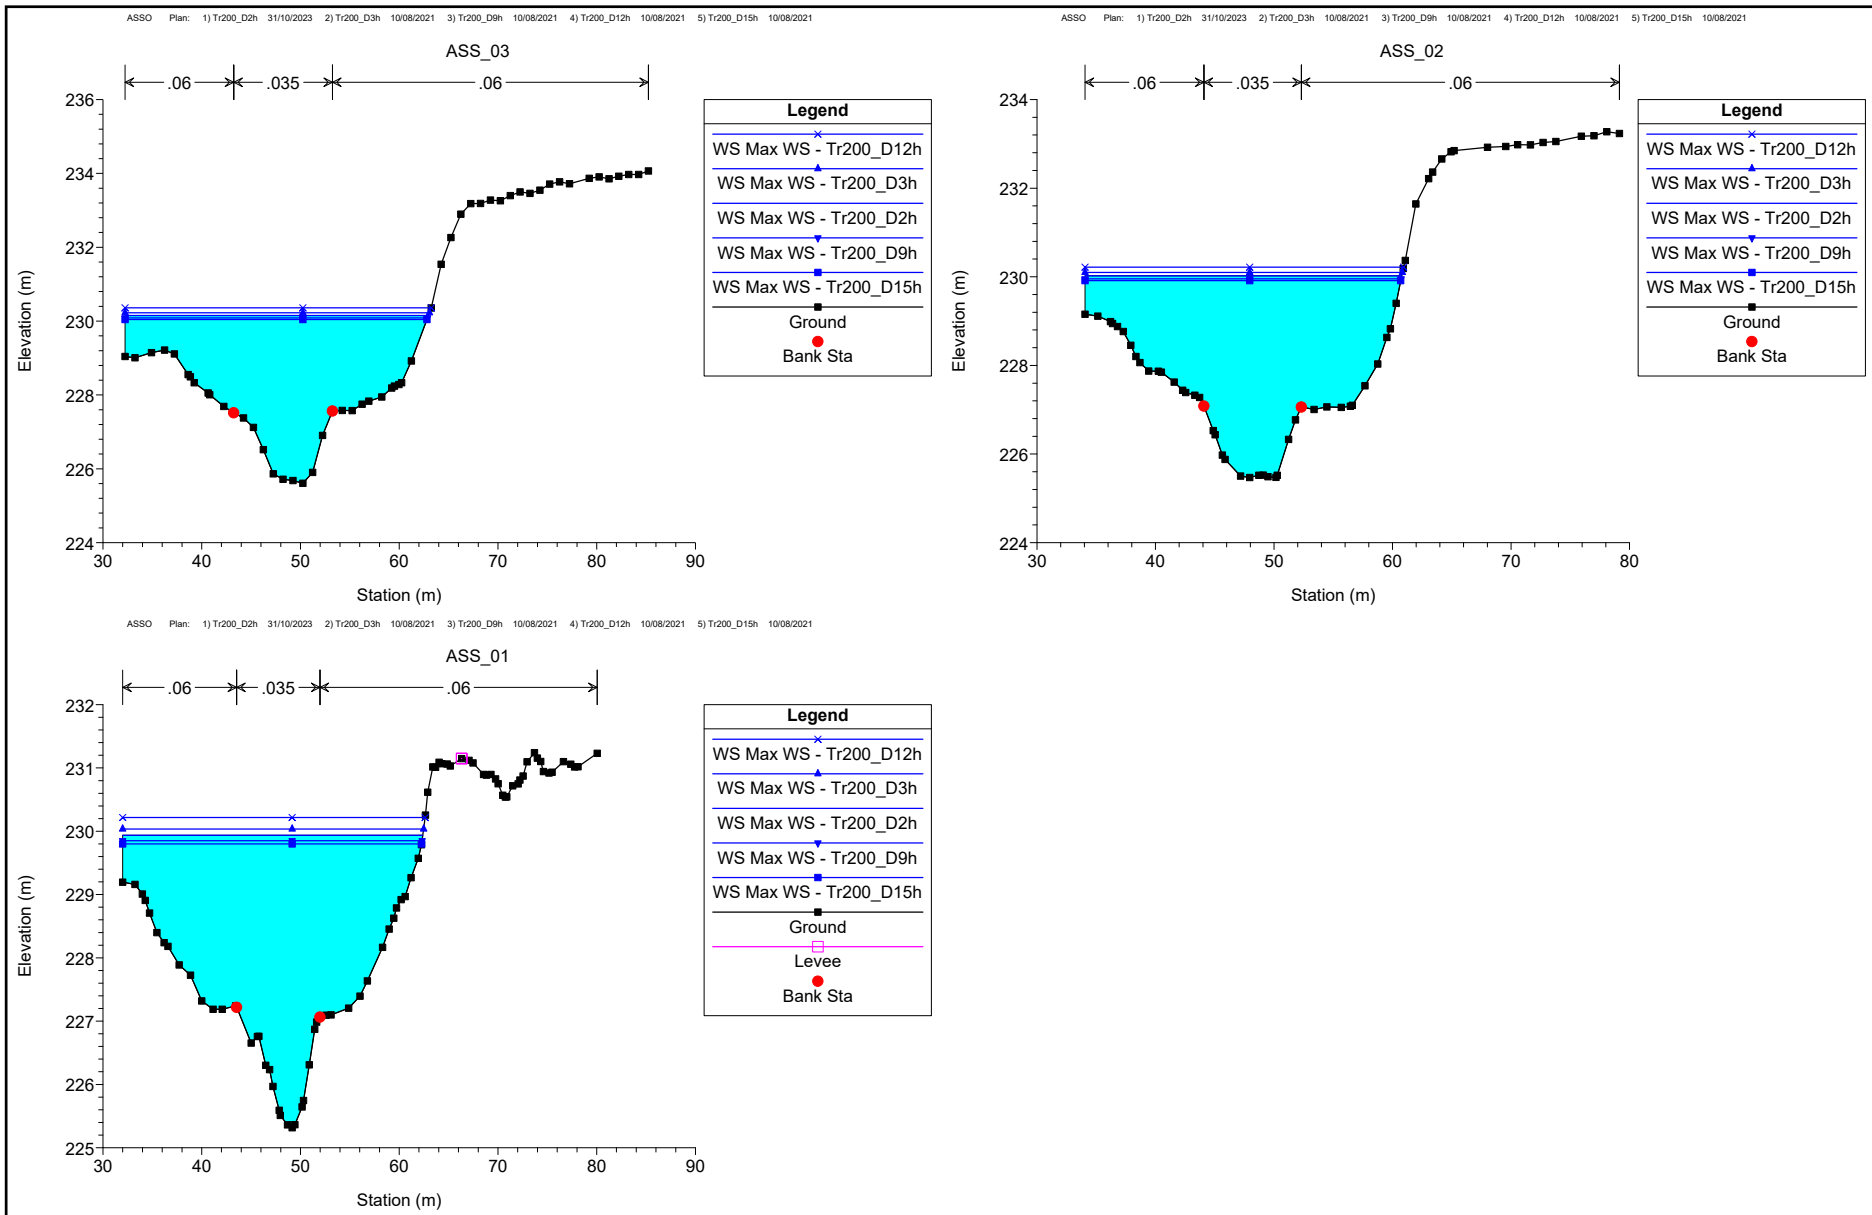 ASSO Plan: 1) Tr200_D2h 31/10/2023 2) Tr200_D3h 10/08/2021 3) Tr200_D9h 10/08/2021 4) Tr200_D12h 10/08/2021 5) Tr200_D15h 10/08/2021
ASS_03
.06 .035 .06
236
234
232
230
228
226
224
30 40 50 60 70 80 90
Station (m)
Elevation (m)
Legend
WS Max WS - Tr200_D12h
WS Max WS - Tr200_D3h
WS Max WS - Tr200_D2h
WS Max WS - Tr200_D9h
WS Max WS - Tr200_D15h
Ground
Bank Sta
ASSO Plan: 1) Tr200_D2h 31/10/2023 2) Tr200_D3h 10/08/2021 3) Tr200_D9h 10/08/2021 4) Tr200_D12h 10/08/2021 5) Tr200_D15h 10/08/2021
ASS_02
.06 .035 .06
234
232
230
228
226
224
30 40 50 60 70 80
Station (m)
Elevation (m)
Legend
WS Max WS - Tr200_D12h
WS Max WS - Tr200_D3h
WS Max WS - Tr200_D2h
WS Max WS - Tr200_D9h
WS Max WS - Tr200_D15h
Ground
Bank Sta
ASSO Plan: 1) Tr200_D2h 31/10/2023 2) Tr200_D3h 10/08/2021 3) Tr200_D9h 10/08/2021 4) Tr200_D12h 10/08/2021 5) Tr200_D15h 10/08/2021
ASS_01
.06 .035 .06
232
231
230
229
228
227
226
225
30 40 50 60 70 80 90
Station (m)
Elevation (m)
Legend
WS Max WS - Tr200_D12h
WS Max WS - Tr200_D3h
WS Max WS - Tr200_D2h
WS Max WS - Tr200_D9h
WS Max WS - Tr200_D15h
Ground
Levee
Bank Sta